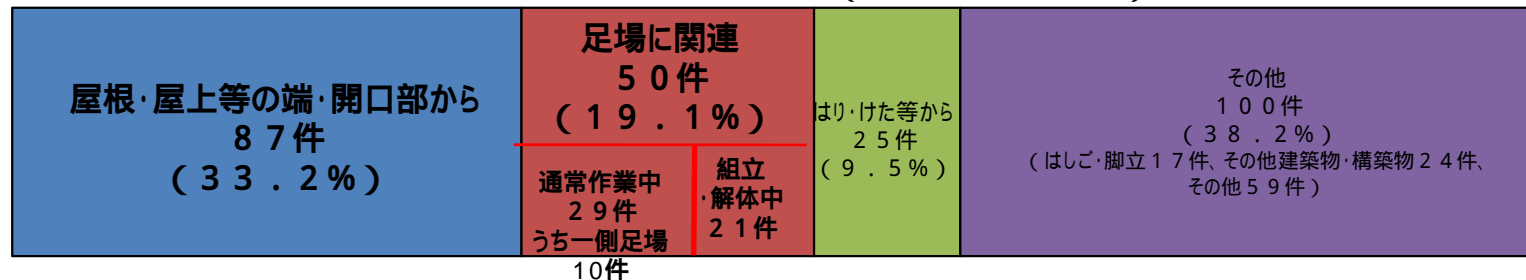 屋根・屋上等の端・開口部から
８７件
（３３．２％）
足場に関連
５０件
（１９．１％）
通常作業中
２９件
うち一側足場
10件
組立
・解体中
２１件
はり・けた等から
２５件
（９．５％）
その他
１００件
（３８．２％）
（はしご・脚立１７件、その他建築物・構築物２４件、
その他５９件）